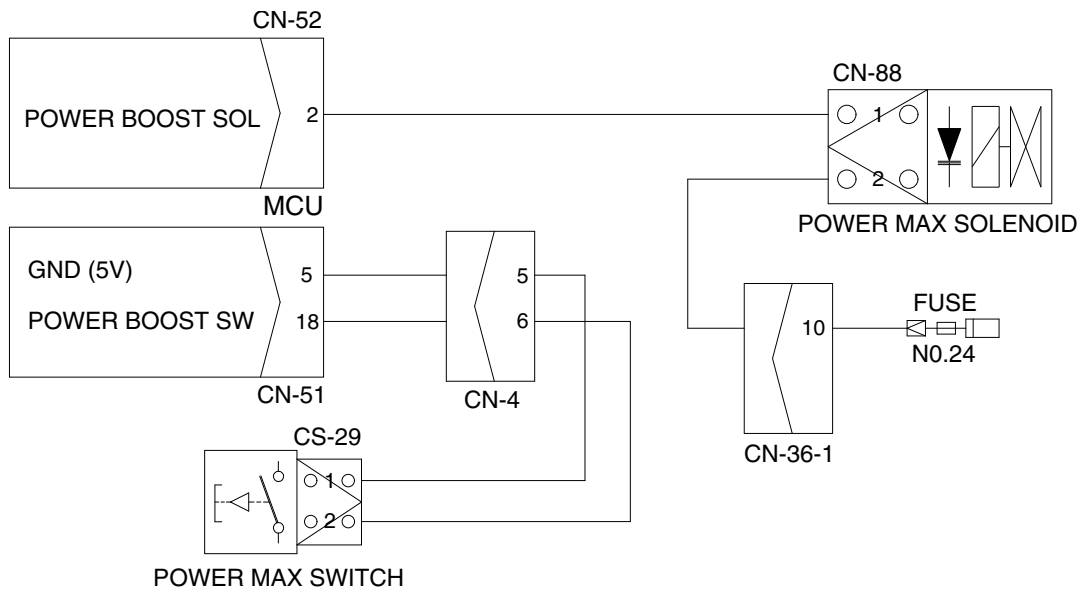 CN-52
POWER BOOST SOL 2
MCU
CN-88
1
2
POWER MAX SOLENOID
GND (5V) 5
POWER BOOST SW 18
CN-51
5
6
CN-4
10
CN-36-1
FUSE
N0.24
CS-29
1
2
POWER MAX SWITCH